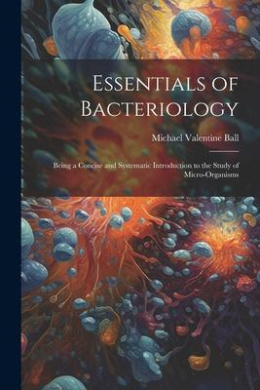 Essentials of
Bacteriology
Michael Valentine Ball
Being a Concise and Systematic Introduction to the Study of
Micro-Organisms